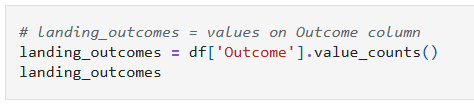 # landing_outcomes = values on Outcome column
landing_outcomes = df['Outcome'].value_counts()
landing_outcomes